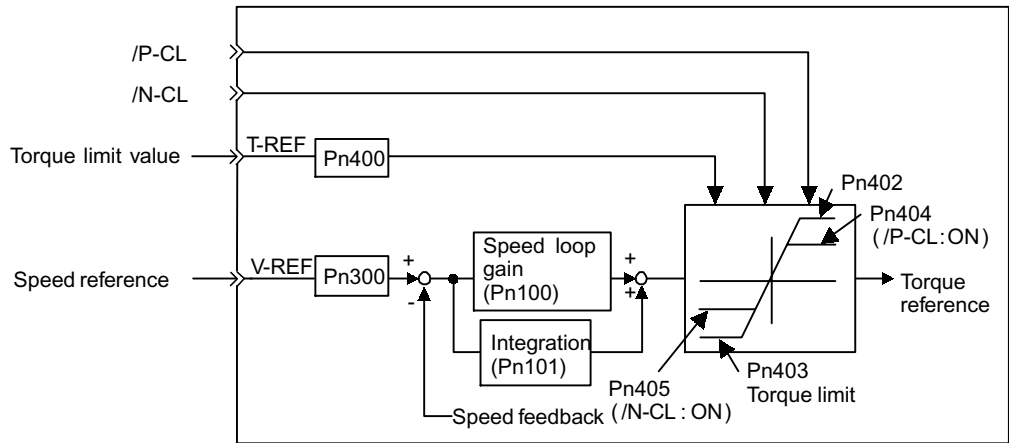 /P-CL
/N-CL
Torque limit value
T-REF
Pn400
Pn402
Pn404
(/P-CL:ON)
Speed reference
V-REF
Pn300
+
-
Speed loop
gain
(Pn100)
+
+
Torque
reference
Integration
(Pn101)
Pn403
Torque limit
Pn405
(/N-CL:ON)
Speed feedback